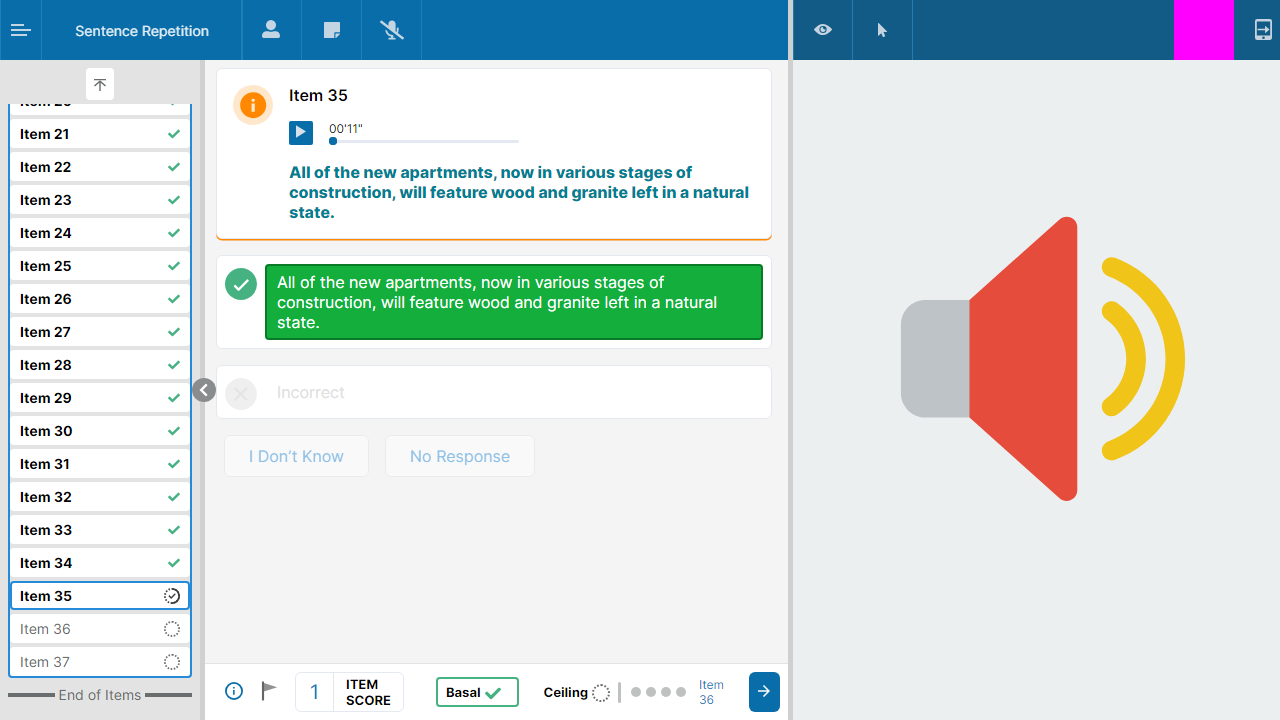 Sentence Repetition
Item 21
Item 22
Item 23
Item 24
Item 25
Item 26
Item 27
Item 28
Item 29
Item 30
Item 31
Item 32
Item 33
Item 34
Item 35
Item 36
Item 37
End of Items
Item 35
00'11"
All of the new apartments, now in various stages of
construction, will feature wood and granite left in a natural
state.
All of the new apartments, now in various stages of
construction, will feature wood and granite left in a natural
state.
Incorrect
I Don't Know
No Response
1
ITEM
SCORE
Basal
Ceiling
Item
36